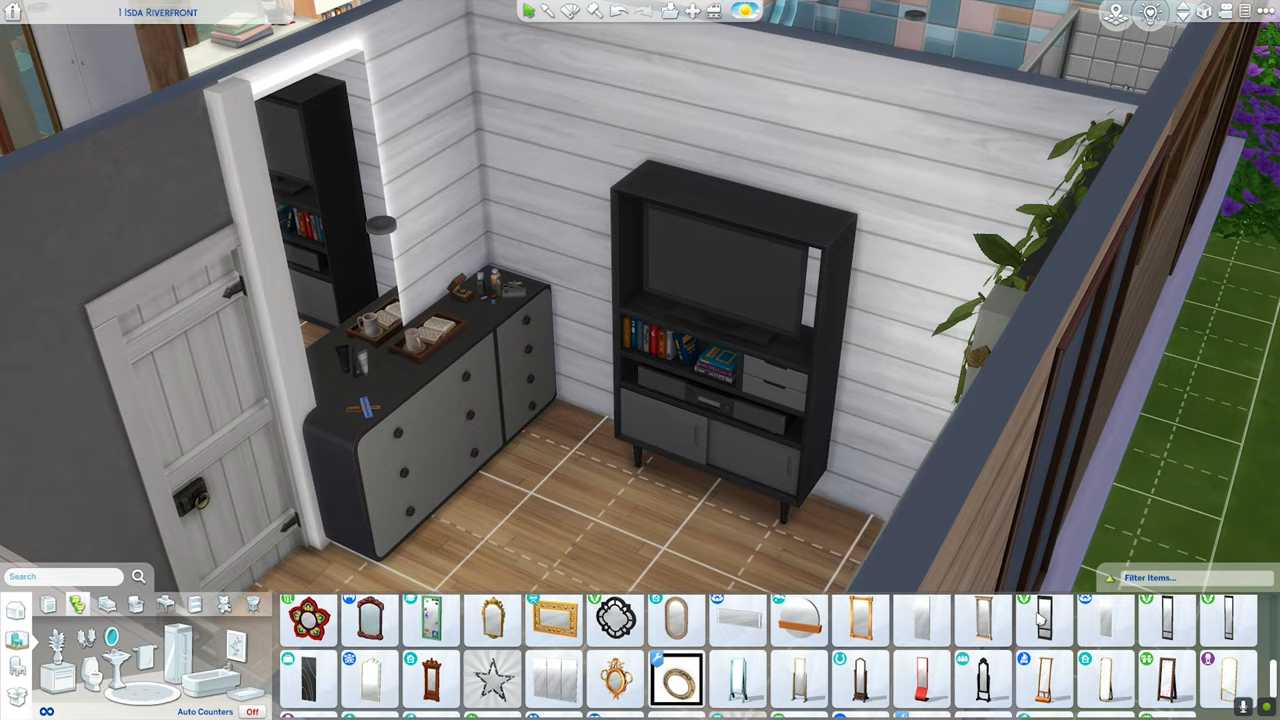 1 Isda Riverfront
Search
Filter Items...
Auto Counters
Off